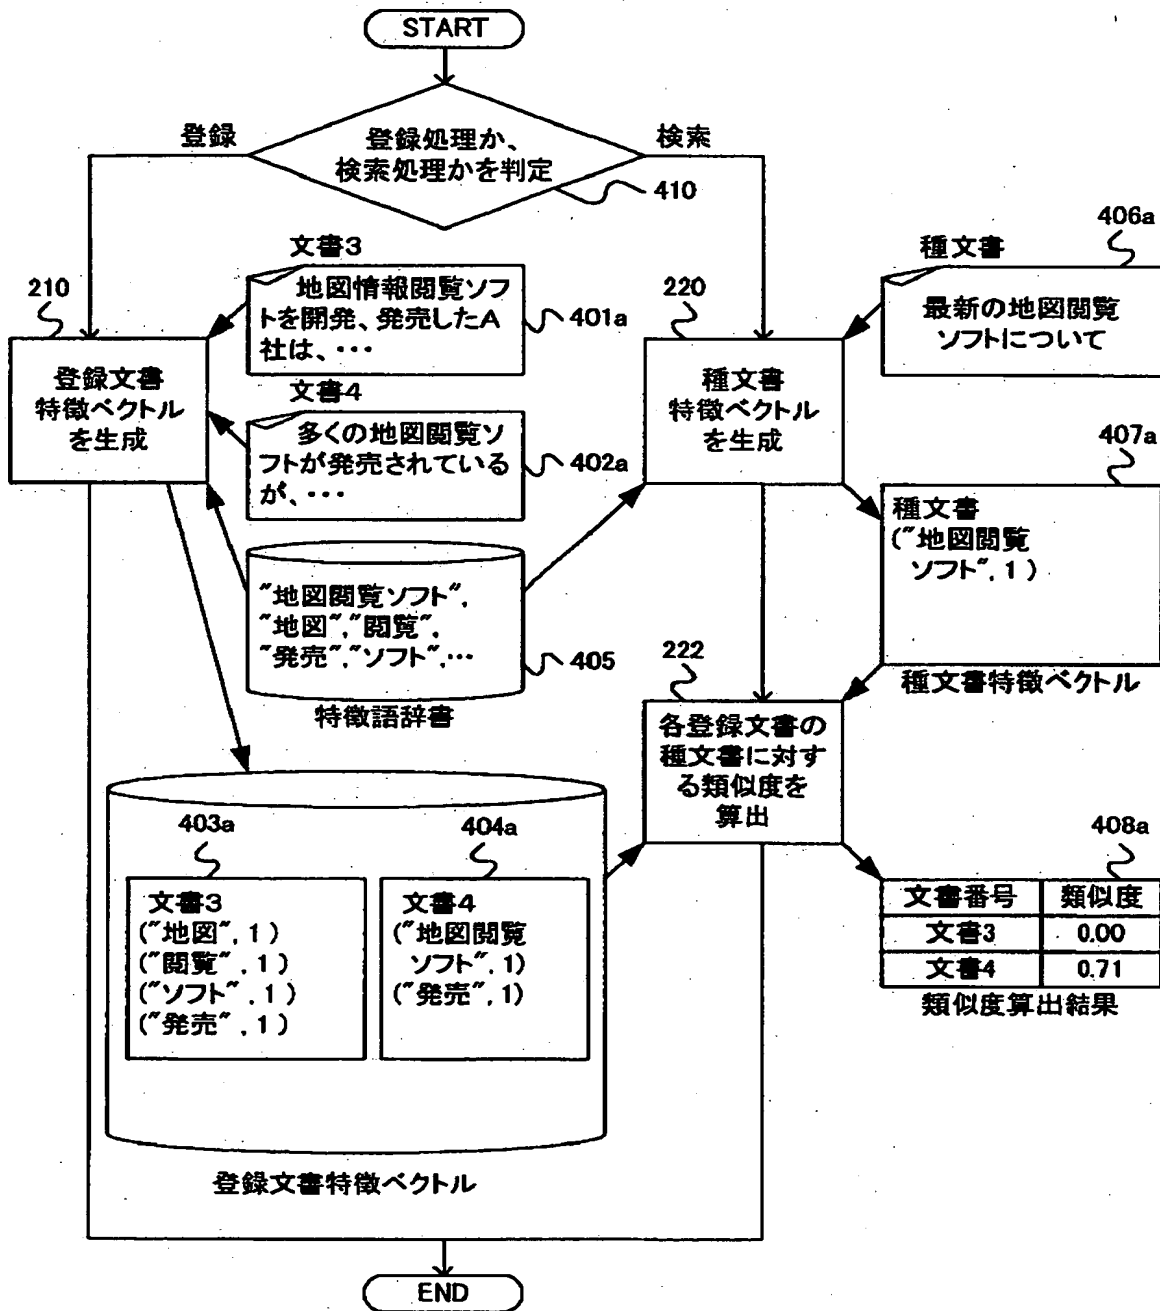 START
登録
登録処理か、
検索処理かを判定
検索
410
文書3
地図情報閲覧ソフ
トを開発、発売したA
社は、・・・
401a
種文書
406a
最新の地図閲覧
ソフトについて
210
登録文書
特徴ベクトル
を生成
文書4
多くの地図閲覧ソ
フトが発売されている
が、・・・
402a
220
種文書
特徴ベクトル
を生成
407a
種文書
("地図閲覧
ソフト",1)
種文書特徴ベクトル
"地図閲覧ソフト",
"地図","閲覧",
"発売","ソフト",…
405
特徴語辞書
222
各登録文書の
種文書に対す
る類似度を
算出
403a
文書3
("地図",1)
("閲覧",1)
("ソフト",1)
("発売",1)
404a
文書4
("地図閲覧
ソフト",1)
("発売",1)
登録文書特徴ベクトル
408a
文書番号 類似度
文書3 0.00
文書4 0.71
類似度算出結果
END